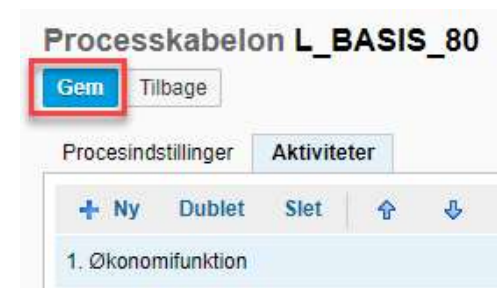 Processkabelon L_BASIS_80
Gem Tilbage
Procesindstillinger Aktiviteter
Ny Dublet Slet
1. Økonomifunktion